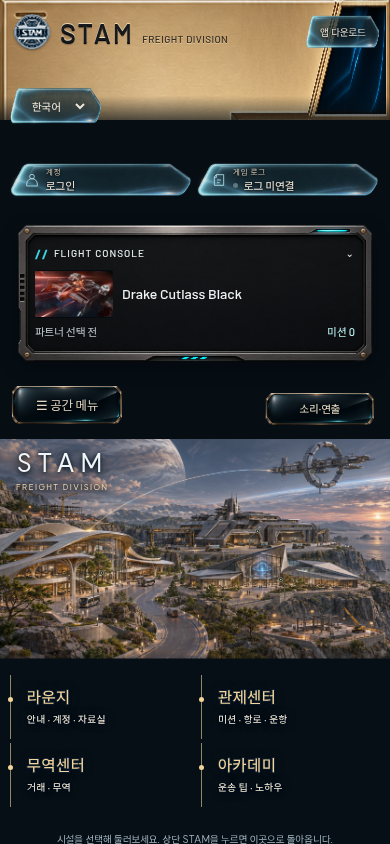 STAM
STAM FREIGHT DIVISION
앱 다운로드
한국어
계정
로그인
게임 로그
로그 미연결
// FLIGHT CONSOLE
Drake Cutlass Black
파트너 선택 전
미션 0
☰ 공간 메뉴
소리·연출
STAM
FREIGHT DIVISION
라운지
안내 · 계정 · 자료실
관제센터
미션 · 항로 · 운항
무역센터
거래 · 무역
아카데미
운송 팁 · 노하우
시설을 선택해 둘러보세요. 상단 STAM을 누르면 이곳으로 돌아옵니다.